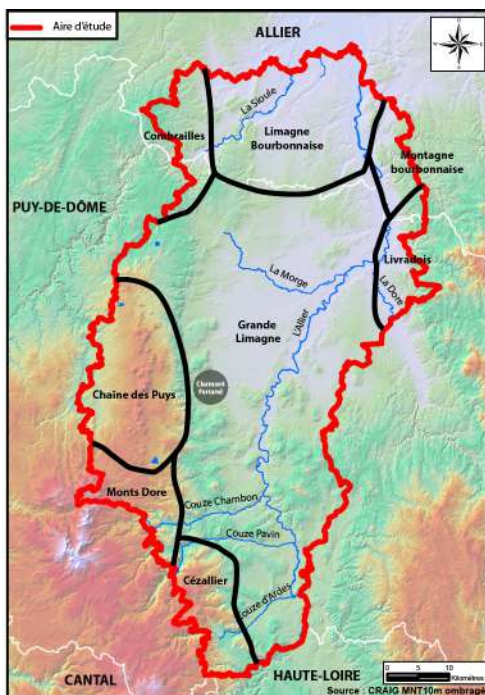 Aire d'étude
ALLIER
La Sioule
Combrailles
Limagne
Bourbonnaise
Montagne
bourbonnaise
PUY-DE-DÔME
Livradois
La Morge
La Dore
L'Allier
Grande
Limagne
Clermont
Ferrand
Chaîne des Puys
Monts Dore
Couze Chambon
Couze Pavin
Cézallier
Couze d'Ardes
CANTAL
HAUTE-LOIRE
0 5 10
Kilomètres
Source : CRAIG MNT10m ombrage